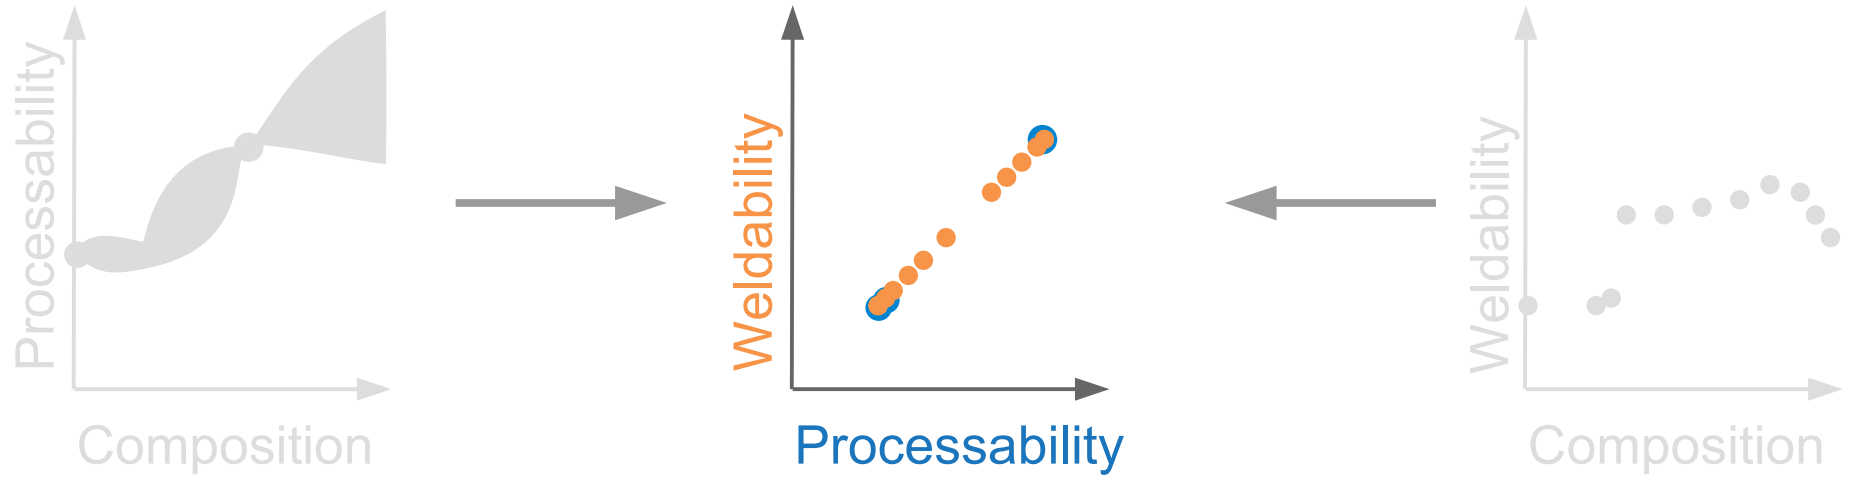 Processability
Composition
Weldability
Processability
Weldability
Composition